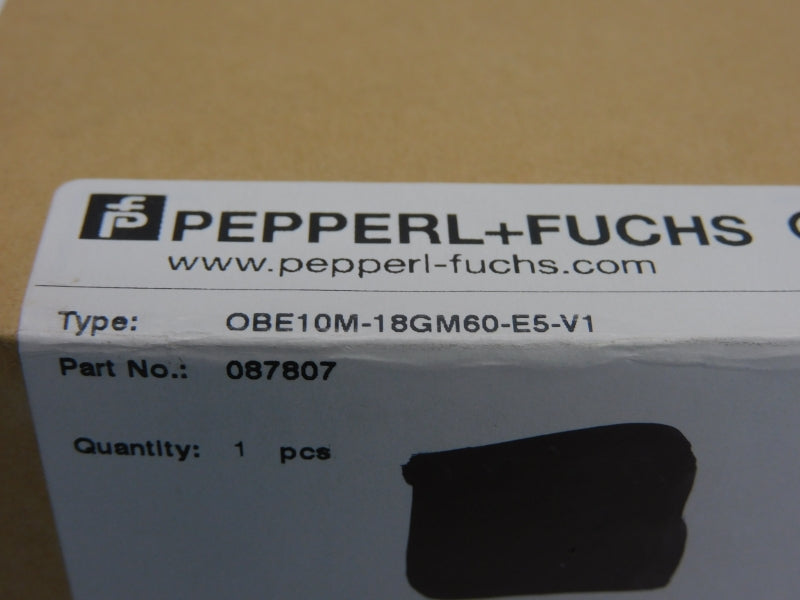 PEPPERL+FUCHS
www.pepperl-fuchs.com
Type: OBE10M-18GM60-E5-V1
Part No.: 087807
Quantity: 1 pcs